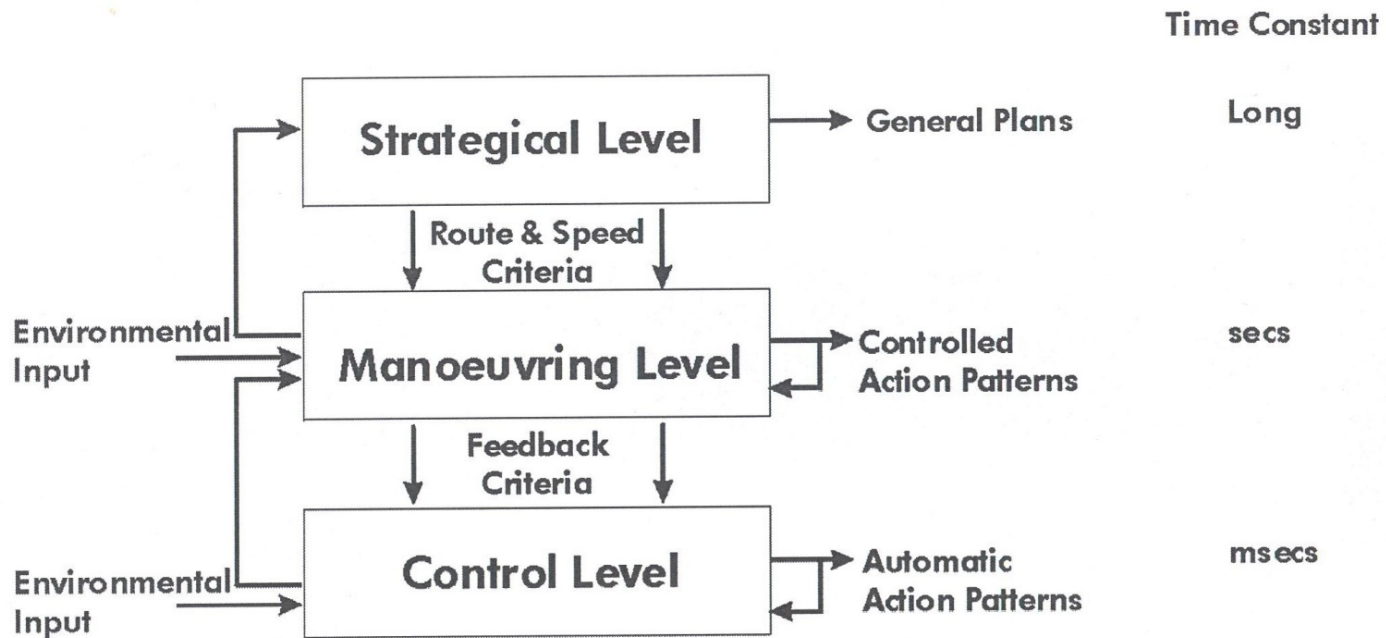 Time Constant
Strategical Level
General Plans
Long
Route & Speed
Criteria
Environmental
Input
Manoeuvring Level
Controlled
Action Patterns
secs
Feedback
Criteria
Environmental
Input
Control Level
Automatic
Action Patterns
msecs